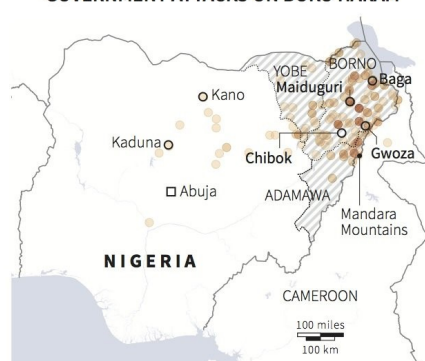 GOVERNMENT ATTACKS ON BOKO HARAM
YOBE
BORNO
Maiduguri
Baga
Kano
Kaduna
Chibok
Gwoza
Abuja
ADAMAWA
Mandara
Mountains
NIGERIA
CAMEROON
100 miles
100 km